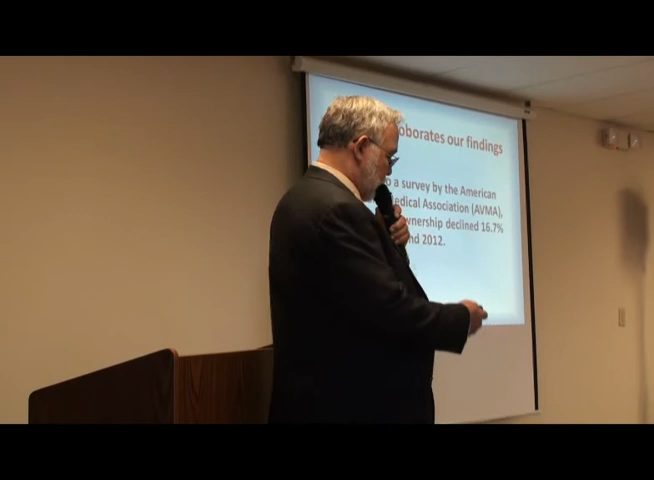 oborates our findings
o a survey by the American
edical Association (AVMA),
wnership declined 16.7%
nd 2012.